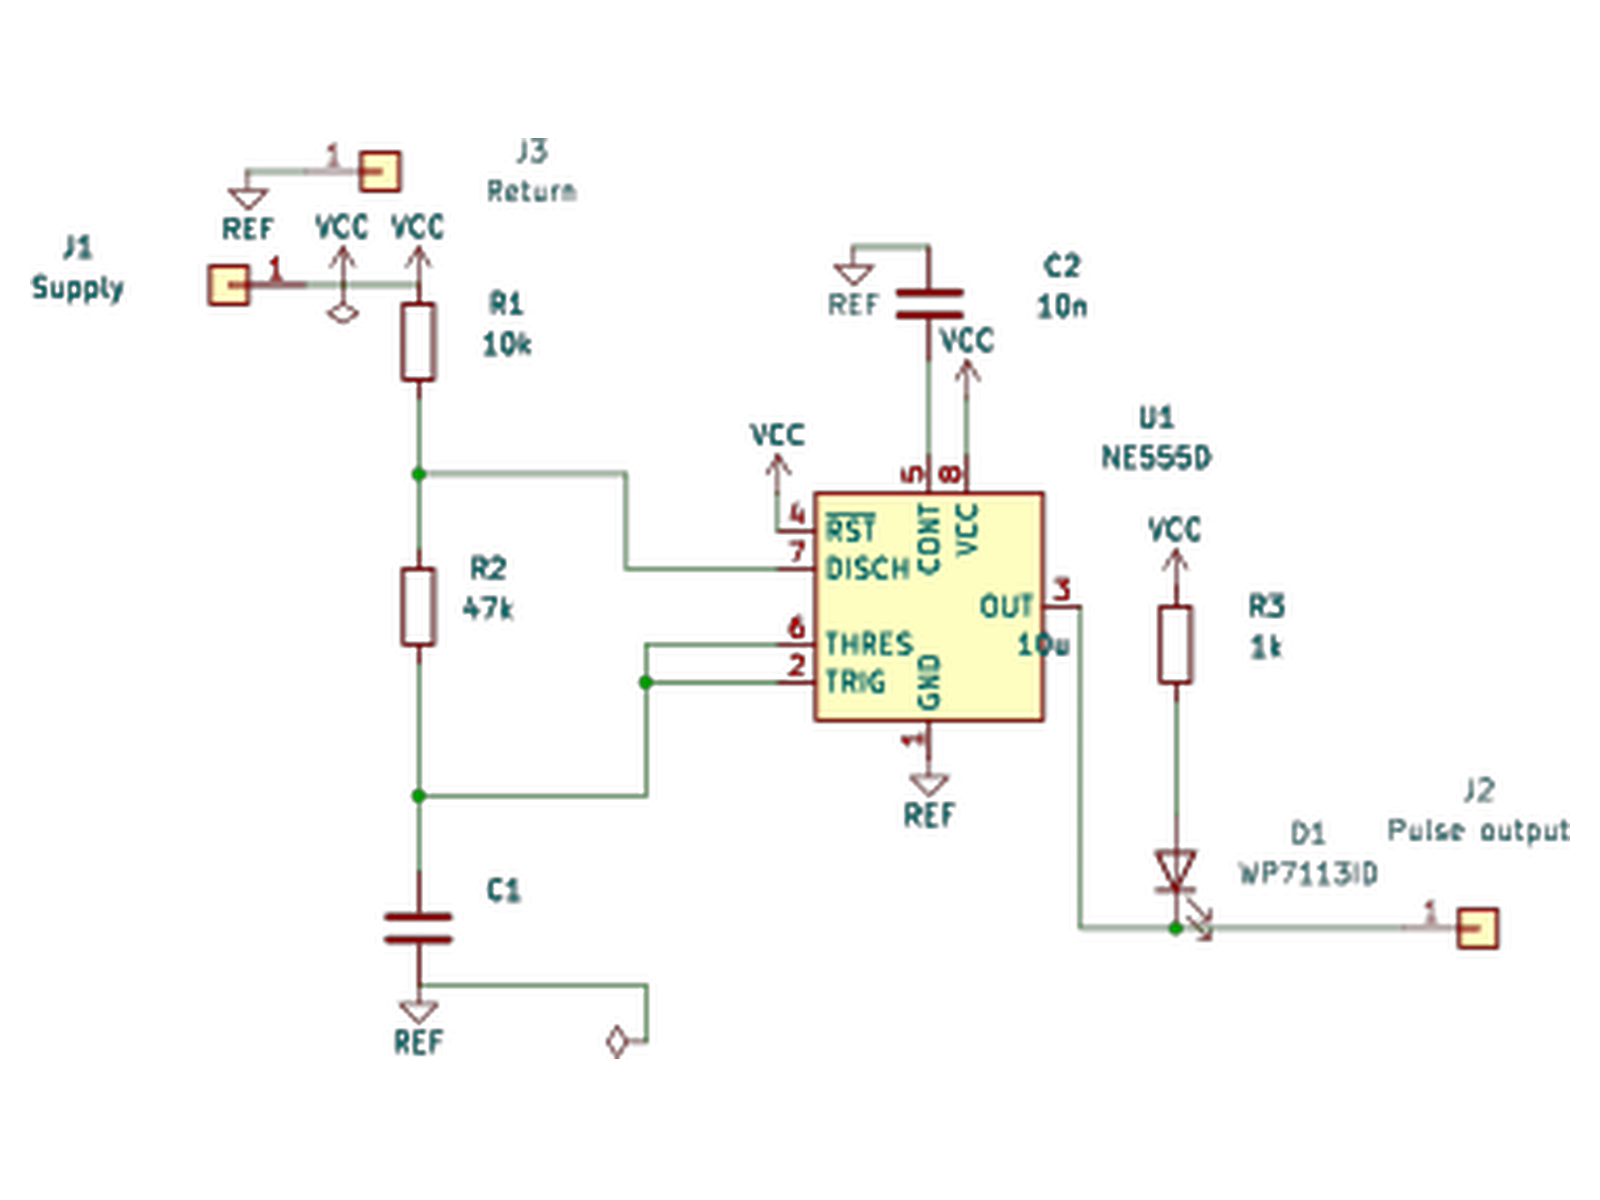 1
J3
Return
REF
VCC
VCC
J1
Supply
1
R1
10k
REF
C2
10n
VCC
VCC
U1
NE555D
5
8
4
RST
7
DISCH
CONT
VCC
VCC
R2
47k
3
OUT
R3
1k
6
THRES
10u
2
TRIG
GND
1
REF
J2
Pulse output
D1
WP7113ID
1
C1
REF